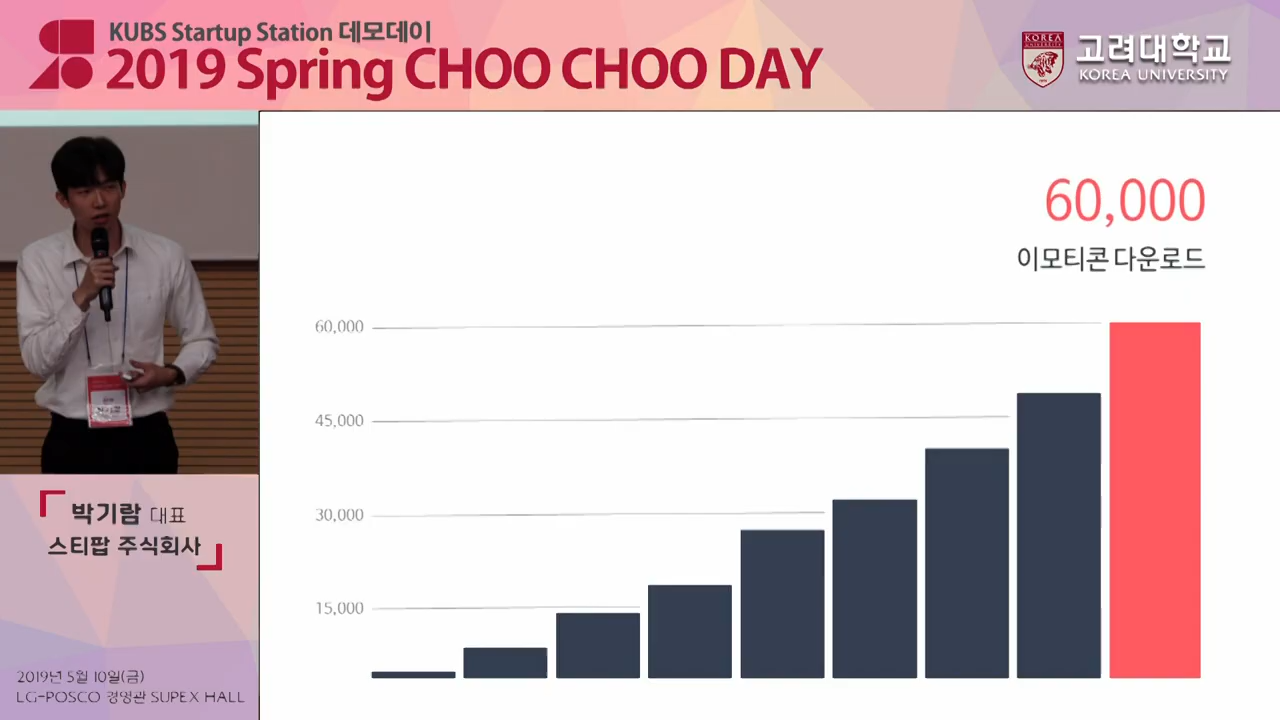 KUBS Startup Station 데모데이
2019 Spring CHOO CHOO DAY
KOREA
UNIVERSITY
고려대학교
KOREA UNIVERSITY
60,000
이모티콘 다운로드
60,000
45,000
30,000
15,000
박기람 대표
스티팝 주식회사
2019년 5월 10일(금)
LG-POSCO 경영관 SUPEX HALL